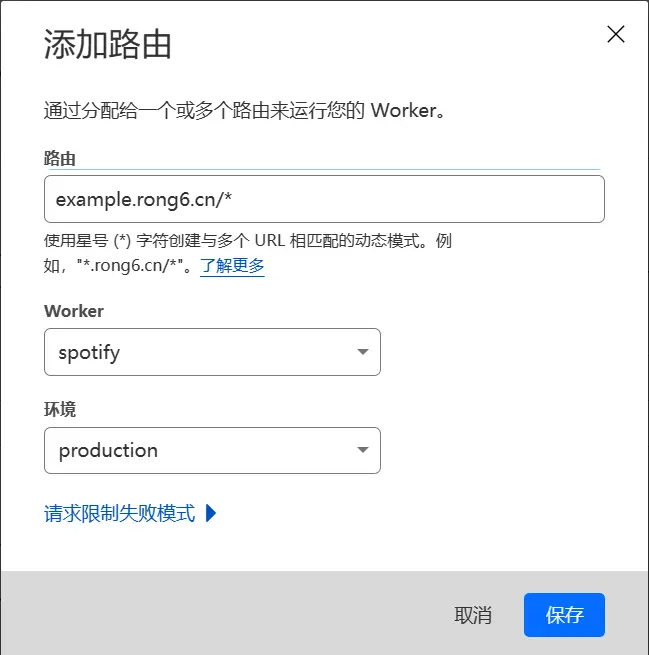 添加路由
通过分配给一个或多个路由来运行您的 Worker。
路由
example.rong6.cn/*
使用星号 (*) 字符创建与多个 URL 相匹配的动态模式。例
如，"*.rong6.cn/*"。了解更多
Worker
spotify
环境
production
请求限制失败模式
取消
保存